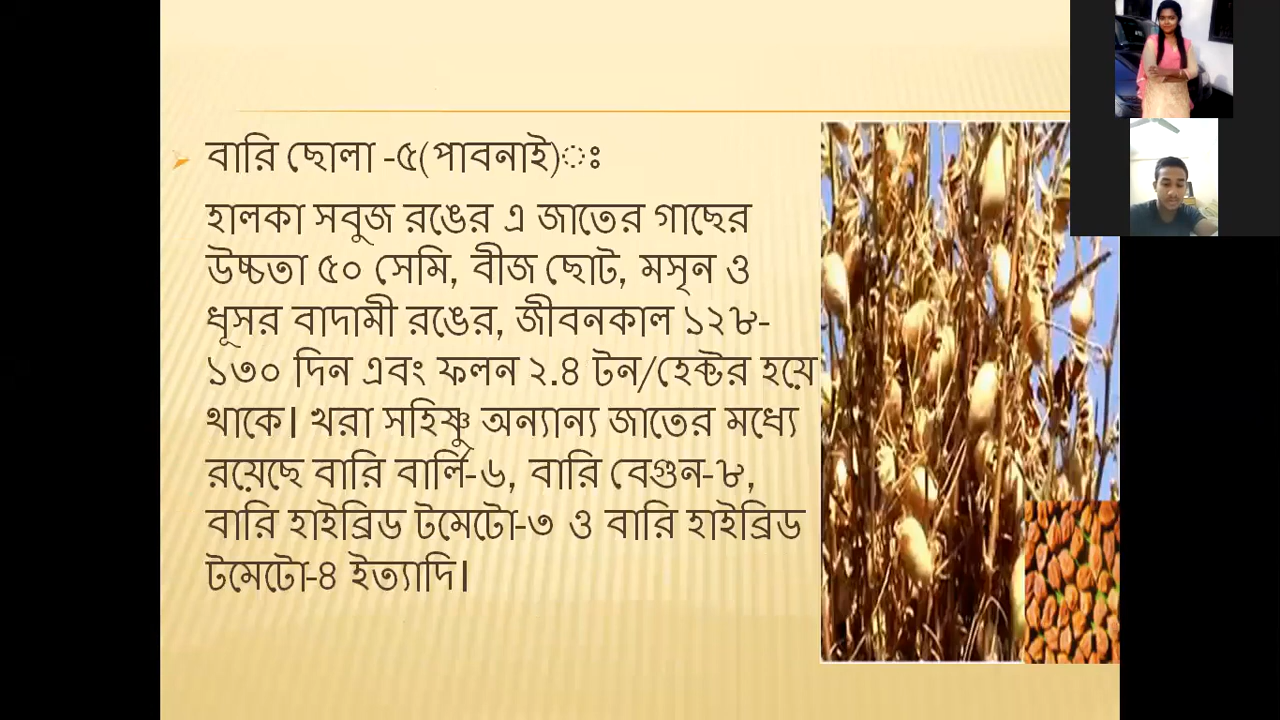 বারি ছোলা -৫(পাবনাই)ঃ
হালকা সবুজ রঙের এ জাতের গাছের
উচ্চতা ৫০ সেমি, বীজ ছোট, মসৃন ও
ধূসর বাদামী রঙের, জীবনকাল ১২৮-
১৩০ দিন এবং ফলন ২.৪ টন/হেক্টর হয়ে
থাকে। খরা সহিষ্ণু অন্যান্য জাতের মধ্যে
রয়েছে বারি বার্লি-৬, বারি বেগুন-৮,
বারি হাইব্রিড টমেটো-৩ ও বারি হাইব্রিড
টমেটো-৪ ইত্যাদি।